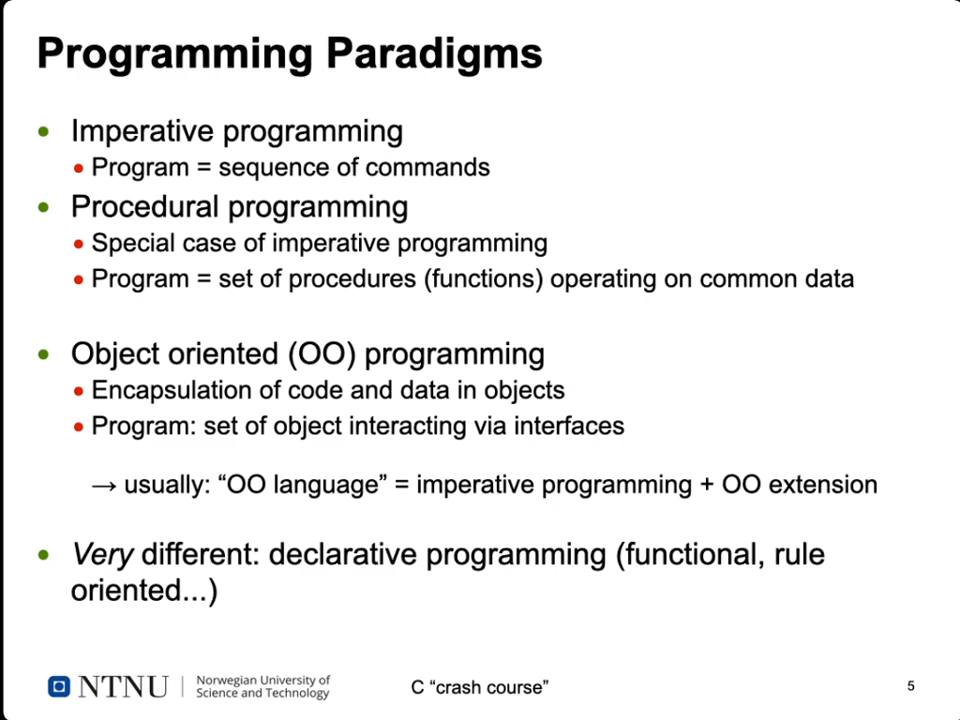 Programming Paradigms
• Imperative programming
• Program = sequence of commands
• Procedural programming
• Special case of imperative programming
• Program = set of procedures (functions) operating on common data
• Object oriented (OO) programming
• Encapsulation of code and data in objects
• Program: set of object interacting via interfaces
→ usually: “OO language” = imperative programming + OO extension
• Very different: declarative programming (functional, rule
oriented...)
NTNU
Norwegian University of
Science and Technology
C “crash course”
5